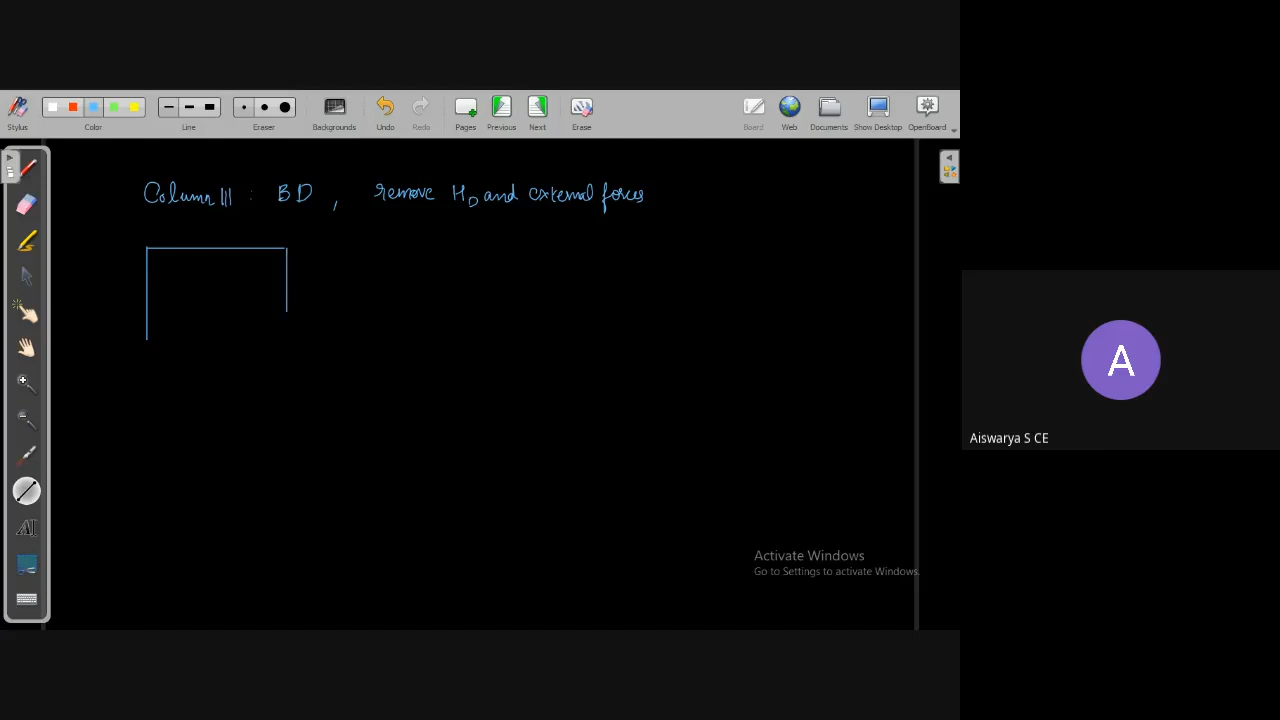 Stylus Color Line Eraser Backgrounds Undo Redo Pages Previous Next Erase Board Web Documents Show Desktop OpenBoard
Column III : BD , remove H_D and external forces
A
Aiswarya S CE
AI
Activate Windows
Go to Settings to activate Windows.